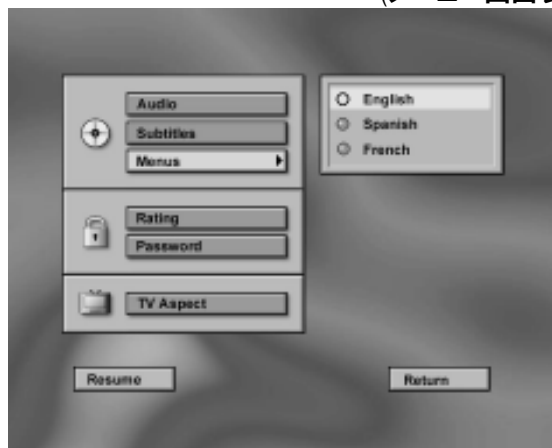 Audio
Subtitles
Menus
English
Spanish
French
Rating
Password
TV Aspect
Resume
Return